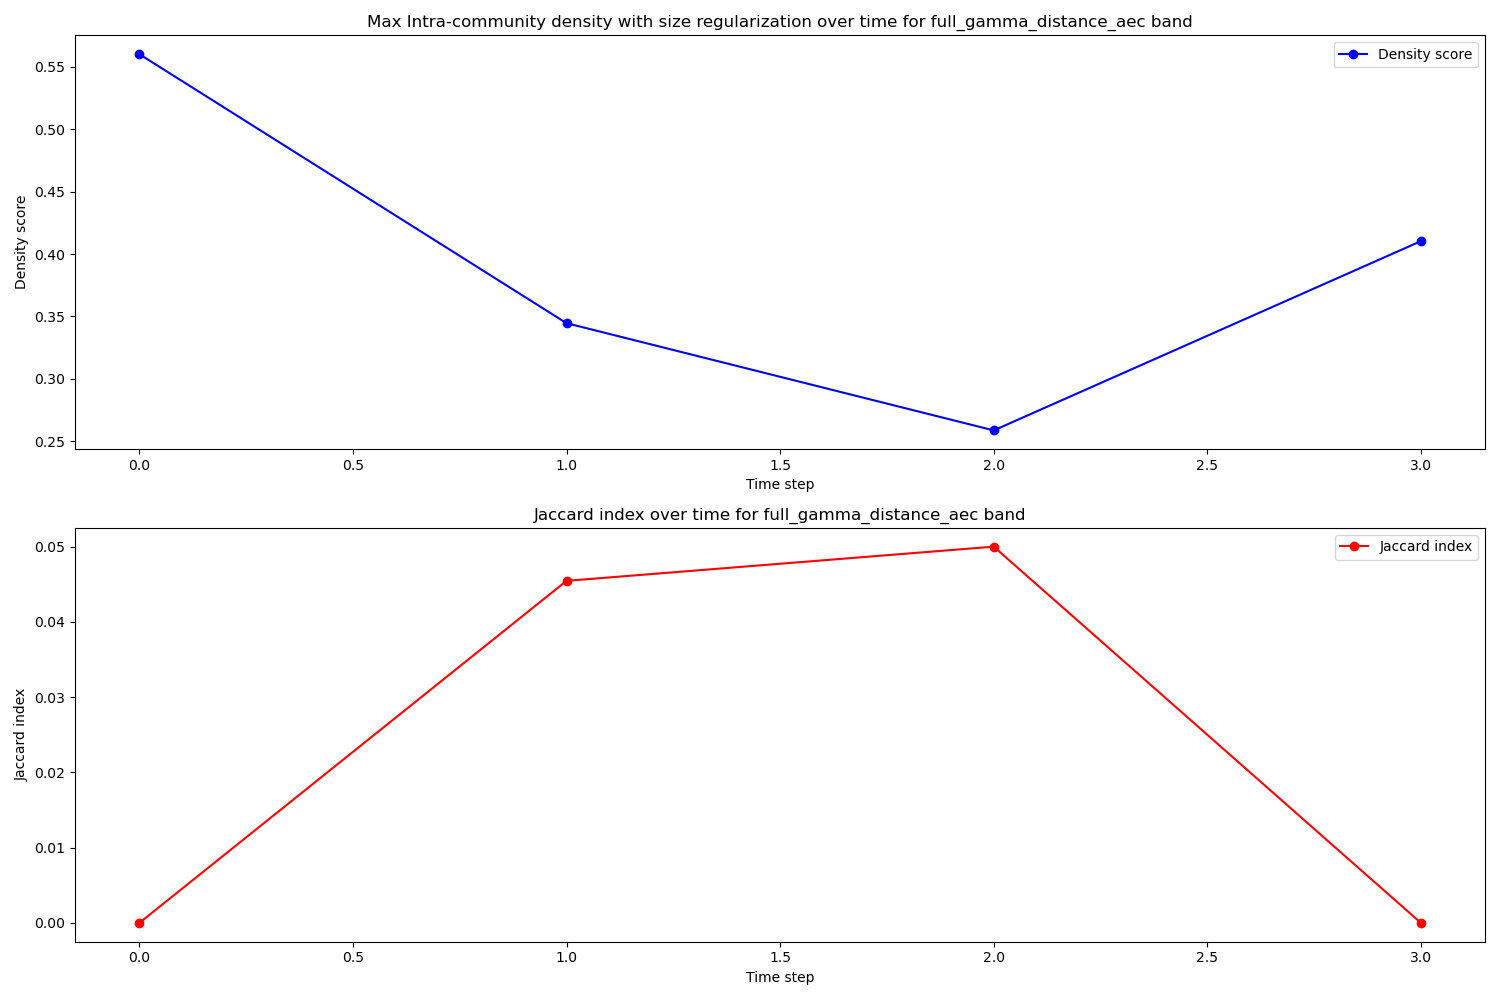 Max Intra-community density with size regularization over time for full_gamma_distance_aec band
Density score
0.55
0.50
0.45
0.40
0.35
0.30
0.25
Density score
0.0 0.5 1.0 1.5 2.0 2.5 3.0
Time step
Jaccard index over time for full_gamma_distance_aec band
Jaccard index
0.05
0.04
0.03
0.02
0.01
0.00
Jaccard index
0.0 0.5 1.0 1.5 2.0 2.5 3.0
Time step